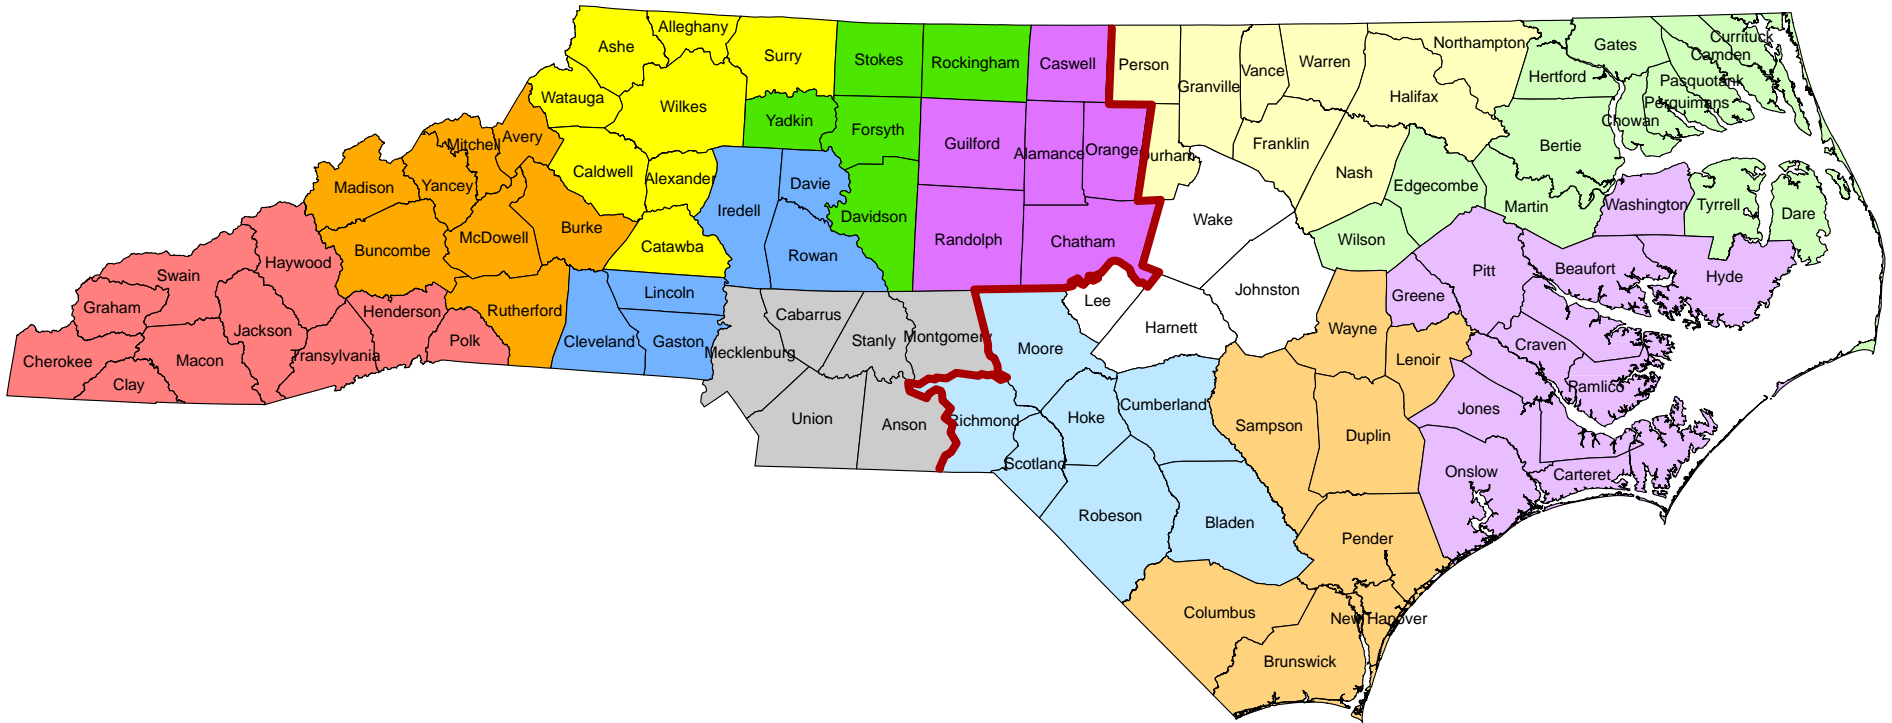 Ashe
Alleghany
Surry
Stokes
Rockingham
Caswell
Person
Granville
Vance
Warren
Northampton
Halifax
Gates
Hertford
Currituck
Camden
Pasquotank
Perquimans
Chowan
Bertie
Watauga
Wilkes
Yadkin
Forsyth
Guilford
Alamance
Orange
Durham
Franklin
Nash
Edgecombe
Martin
Washington
Tyrrell
Dare
Mitchell
Avery
Caldwell
Alexander
Madison
Yancey
Iredell
Davie
Davidson
Randolph
Chatham
Wake
Wilson
Buncombe
McDowell
Burke
Catawba
Rowan
Pitt
Beaufort
Hyde
Swain
Haywood
Lincoln
Lee
Johnston
Greene
Graham
Jackson
Henderson
Rutherford
Cabarrus
Harnett
Wayne
Cherokee
Clay
Macon
Transylvania
Polk
Cleveland
Gaston
Mecklenburg
Stanly
Montgomery
Moore
Lenoir
Craven
Ramlico
Union
Anson
Richmond
Hoke
Cumberland
Sampson
Duplin
Jones
Scotland
Onslow
Carteret
Robeson
Bladen
Pender
Columbus
New Hanover
Brunswick